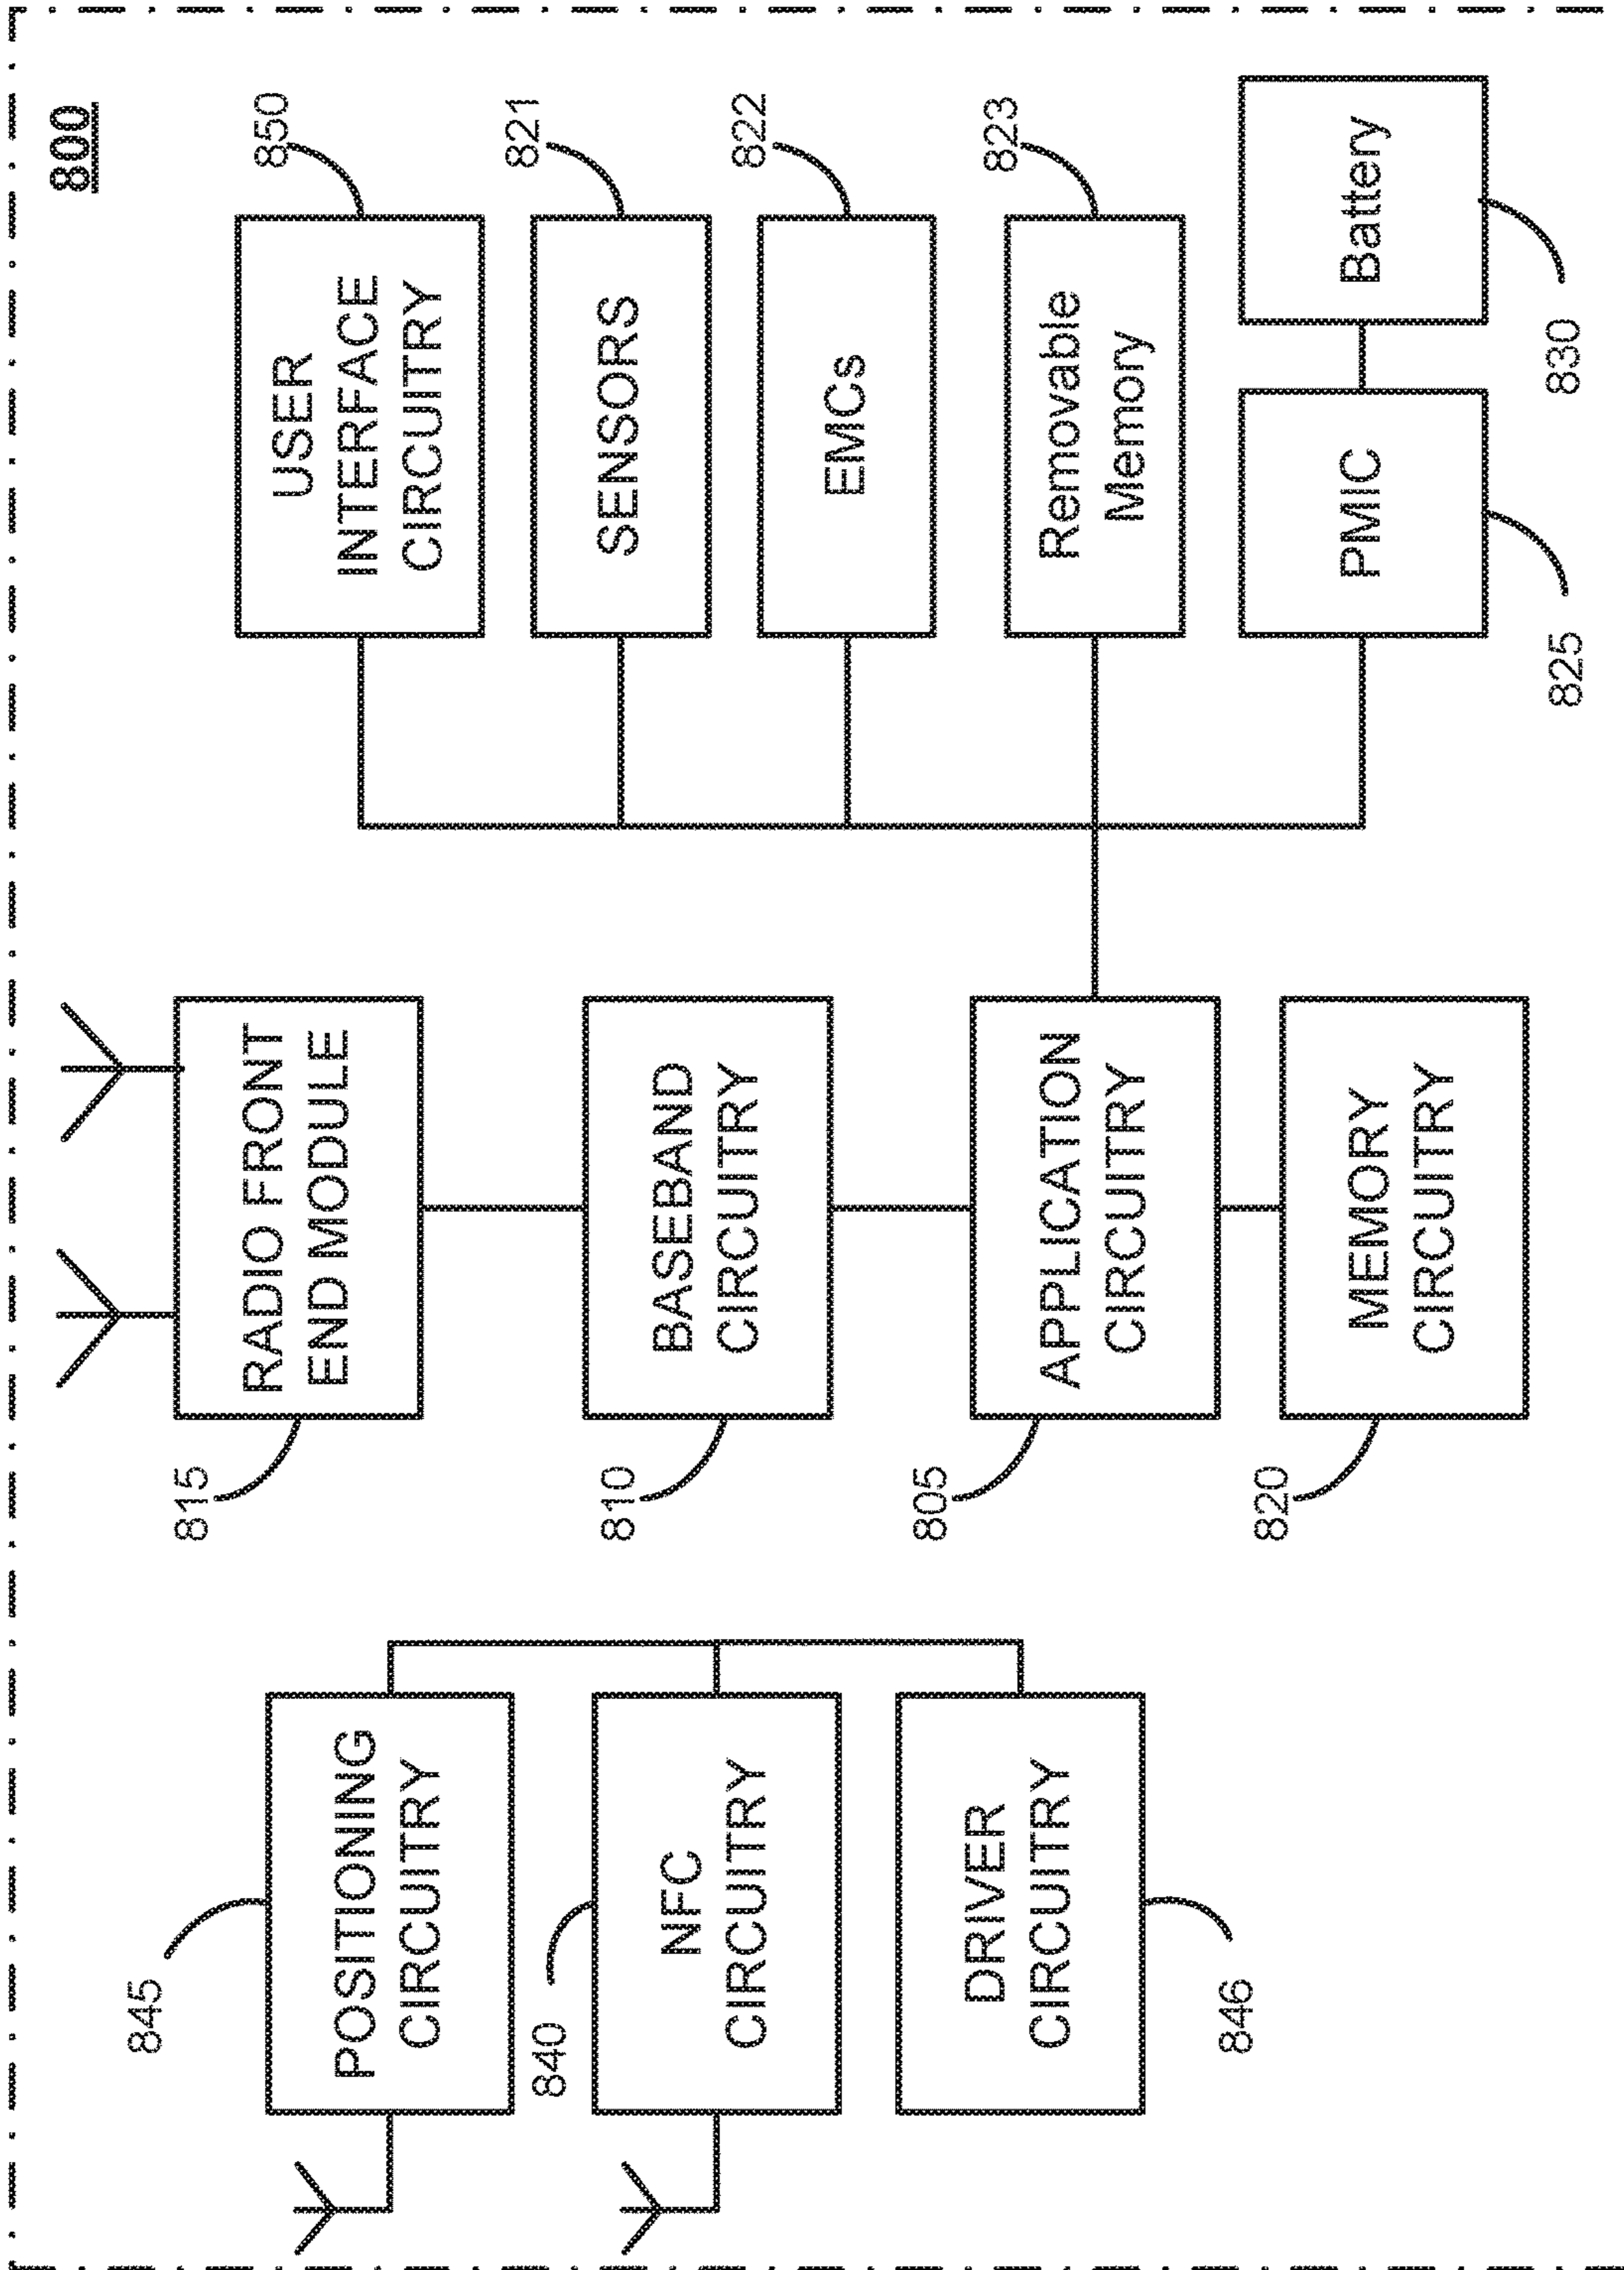 800
845
POSITIONING
CIRCUITRY
840
NFC
CIRCUITRY
DRIVER
CIRCUITRY
846
815
RADIO FRONT
END MODULE
810
BASEBAND
CIRCUITRY
805
APPLICATION
CIRCUITRY
820
MEMORY
CIRCUITRY
850
USER
INTERFACE
CIRCUITRY
821
SENSORS
822
EMCs
823
Removable
Memory
PMIC
825
Battery
830